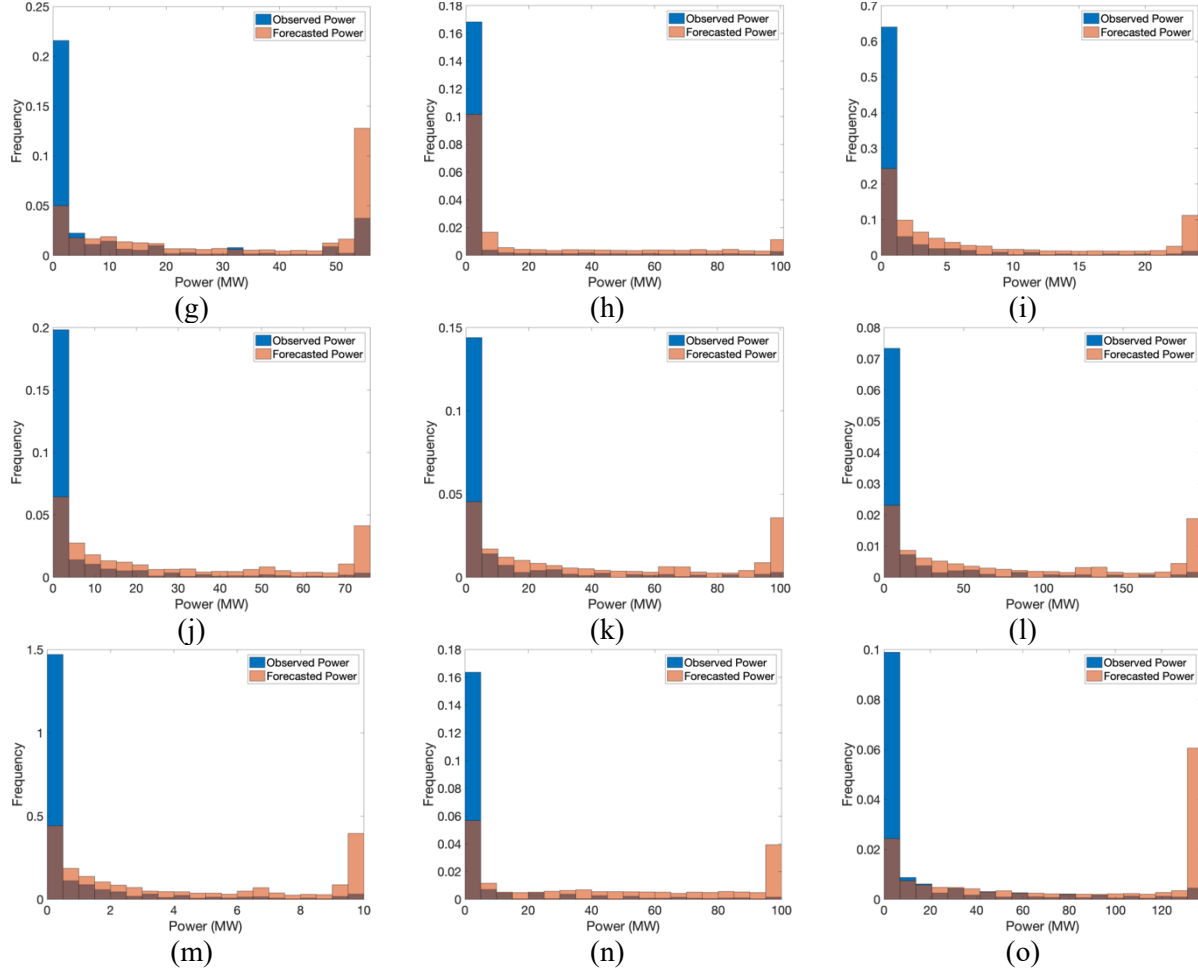 0.25
0.2
0.15
0.1
0.05
0
Frequency
Observed Power
Forecasted Power
0 10 20 30 40 50
Power (MW)
(g)
0.18
0.16
0.14
0.12
0.1
0.08
0.06
0.04
0.02
0
Frequency
Observed Power
Forecasted Power
0 20 40 60 80 100
Power (MW)
(h)
0.7
0.6
0.5
0.4
0.3
0.2
0.1
0
Frequency
Observed Power
Forecasted Power
0 5 10 15 20
Power (MW)
(i)
0.2
0.15
0.1
0.05
0
Frequency
Observed Power
Forecasted Power
0 10 20 30 40 50 60 70
Power (MW)
(j)
0.15
0.1
0.05
0
Frequency
Observed Power
Forecasted Power
0 20 40 60 80 100
Power (MW)
(k)
0.08
0.07
0.06
0.05
0.04
0.03
0.02
0.01
0
Frequency
Observed Power
Forecasted Power
0 50 100 150
Power (MW)
(l)
1.5
1
0.5
0
Frequency
Observed Power
Forecasted Power
0 2 4 6 8 10
Power (MW)
(m)
0.18
0.16
0.14
0.12
0.1
0.08
0.06
0.04
0.02
0
Frequency
Observed Power
Forecasted Power
0 20 40 60 80 100
Power (MW)
(n)
0.1
0.08
0.06
0.04
0.02
0
Frequency
Observed Power
Forecasted Power
0 20 40 60 80 100 120
Power (MW)
(o)